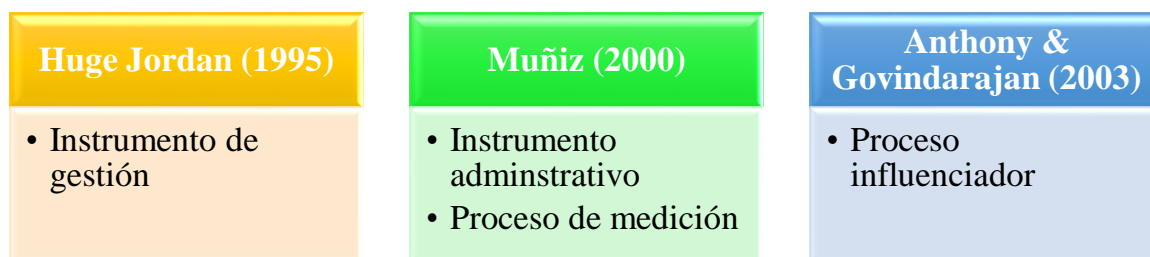 Huge Jordan (1995)
• Instrumento de
gestión
Muñiz (2000)
• Instrumento
adminstrativo
• Proceso de medición
Anthony &
Govindarajan (2003)
• Proceso
influenciador